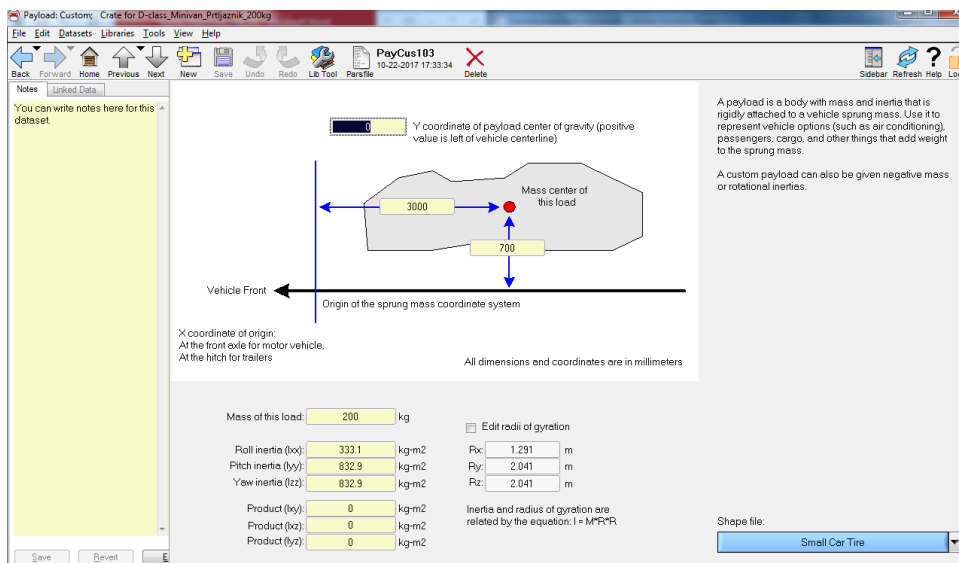 Payload: Custom; Crate for D-class_Minivan_Prtljaznik_200kg
File Edit Datasets Libraries Tools View Help
Back Forward Home Previous Next New Save Undo Redo Lib Tool Parsfile
PayCus103
10-22-2017 17:33:34
Delete
Sidebar Refresh Help Loc
Notes Linked Data
You can write notes here for this
dataset.
0
Y coordinate of payload center of gravity (positive
value is left of vehicle centerline)
Mass center of
this load
3000
700
Vehicle Front
Origin of the sprung mass coordinate system
X coordinate of origin:
At the front axle for motor vehicle,
At the hitch for trailers
All dimensions and coordinates are in millimeters
A payload is a body with mass and inertia that is
rigidly attached to a vehicle sprung mass. Use it to
represent vehicle options (such as air conditioning),
passengers, cargo, and other things that add weight
to the sprung mass.
A custom payload can also be given negative mass
or rotational inertias.
Mass of this load: 200 kg
Roll inertia (Ixx): 333.1 kg-m2
Pitch inertia (Iyy): 832.9 kg-m2
Yaw inertia (Izz): 832.9 kg-m2
Product (Ixy): 0 kg-m2
Product (Ixz): 0 kg-m2
Product (Iyz): 0 kg-m2
Edit radii of gyration
Rx: 1.291 m
Ry: 2.041 m
Rz: 2.041 m
Inertia and radius of gyration are
related by the equation: I = M*R*R
Shape file:
Small Car Tire
Save Revert E